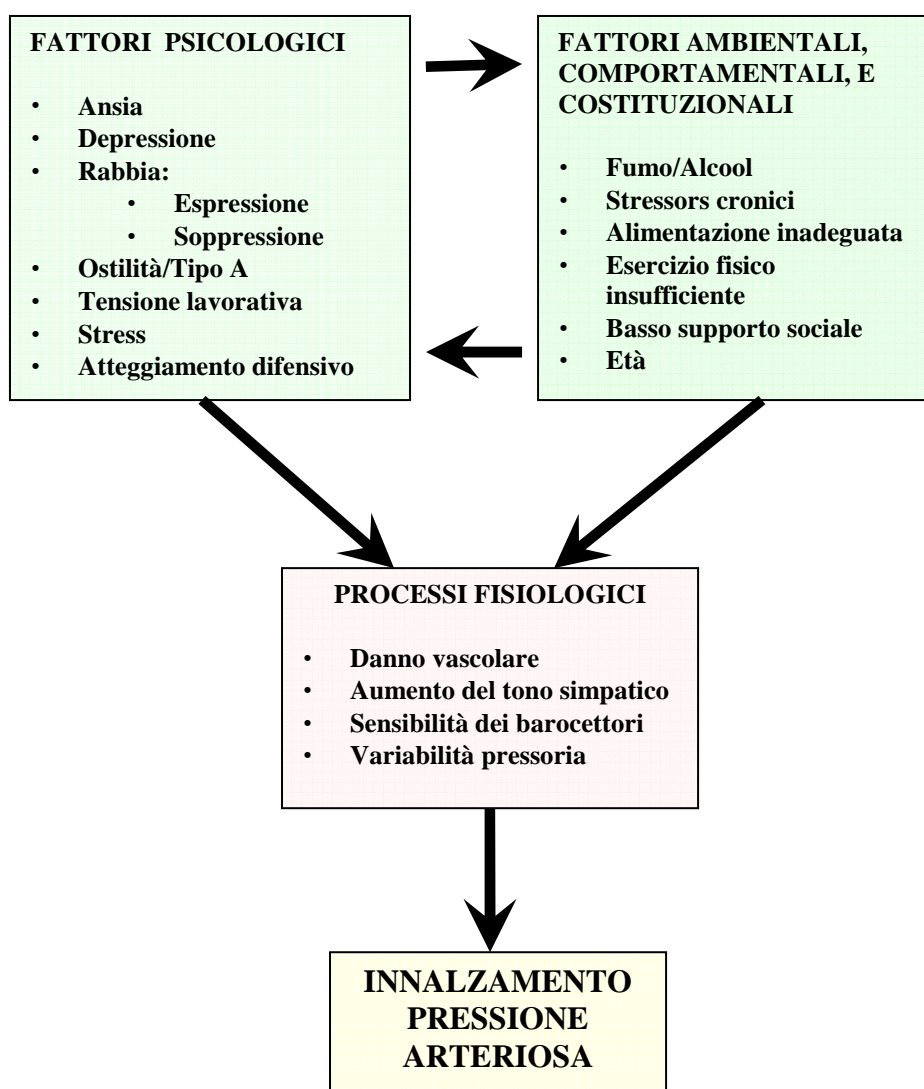 FATTORI PSICOLOGICI
• Ansia
• Depressione
• Rabbia:
• Espressione
• Soppressione
• Ostilità/Tipo A
• Tensione lavorativa
• Stress
• Atteggiamento difensivo
FATTORI AMBIENTALI,
COMPORTAMENTALI, E
COSTITUZIONALI
• Fumo/Alcool
• Stressors cronici
• Alimentazione inadeguata
• Esercizio fisico
insufficiente
• Basso supporto sociale
• Età
PROCESSI FISIOLOGICI
• Danno vascolare
• Aumento del tono simpatico
• Sensibilità dei barocettori
• Variabilità pressoria
INNALZAMENTO
PRESSIONE
ARTERIOSA